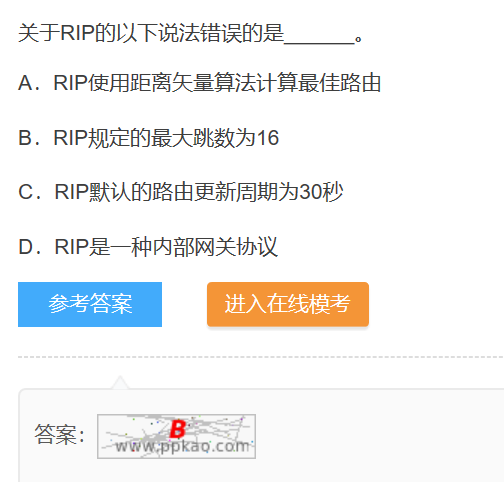 关于RIP的以下说法错误的是______。
A．RIP使用距离矢量算法计算最佳路由
B．RIP规定的最大跳数为16
C．RIP默认的路由更新周期为30秒
D．RIP是一种内部网关协议
参考答案 进入在线模考
答案: B
www.ppkao.com